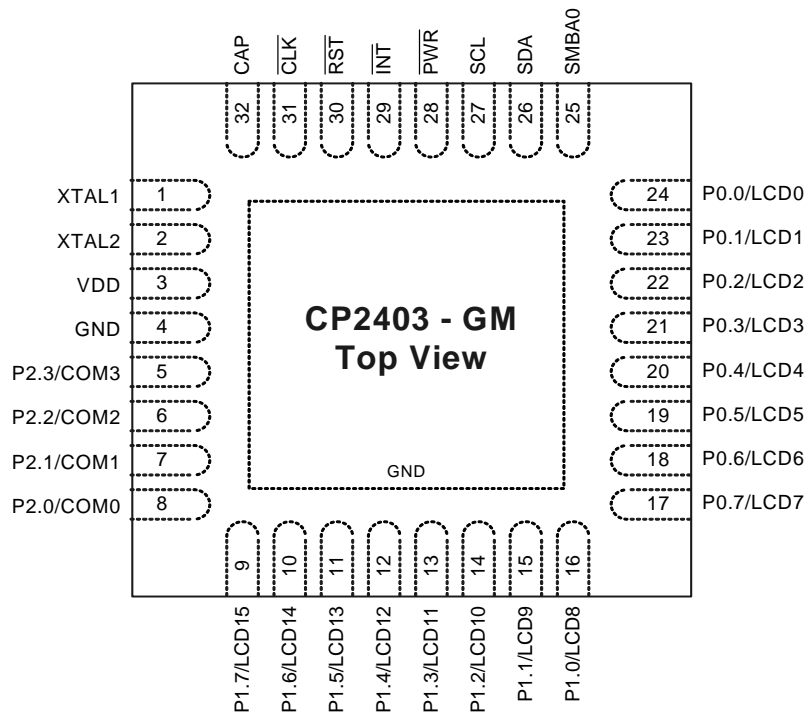 CAP
CLK
RST
INT
PWR
SCL
SDA
SMBA0
32
31
30
29
28
27
26
25
XTAL1
1
XTAL2
2
VDD
3
GND
4
P2.3/COM3
5
P2.2/COM2
6
P2.1/COM1
7
P2.0/COM0
8
CP2403 - GM
Top View
GND
24
P0.0/LCD0
23
P0.1/LCD1
22
P0.2/LCD2
21
P0.3/LCD3
20
P0.4/LCD4
19
P0.5/LCD5
18
P0.6/LCD6
17
P0.7/LCD7
9
10
11
12
13
14
15
16
P1.7/LCD15
P1.6/LCD14
P1.5/LCD13
P1.4/LCD12
P1.3/LCD11
P1.2/LCD10
P1.1/LCD9
P1.0/LCD8